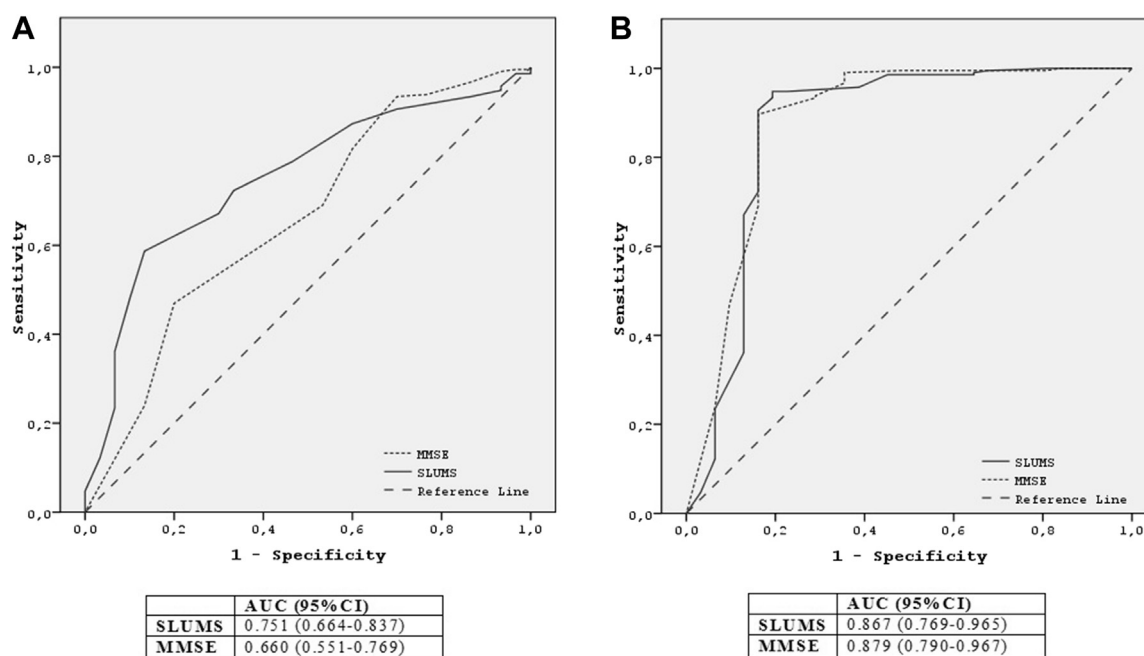 A
1,0
0,8
0,6
0,4
0,2
0,0
Sensitivity
MMSE
SLUMS
Reference Line
0,0 0,2 0,4 0,6 0,8 1,0
1 - Specificity
AUC (95%CI)
SLUMS 0.751 (0.664-0.837)
MMSE 0.660 (0.551-0.769)
B
1,0
0,8
0,6
0,4
0,2
0,0
Sensitivity
SLUMS
MMSE
Reference Line
0,0 0,2 0,4 0,6 0,8 1,0
1 - Specificity
AUC (95%CI)
SLUMS 0.867 (0.769-0.965)
MMSE 0.879 (0.790-0.967)